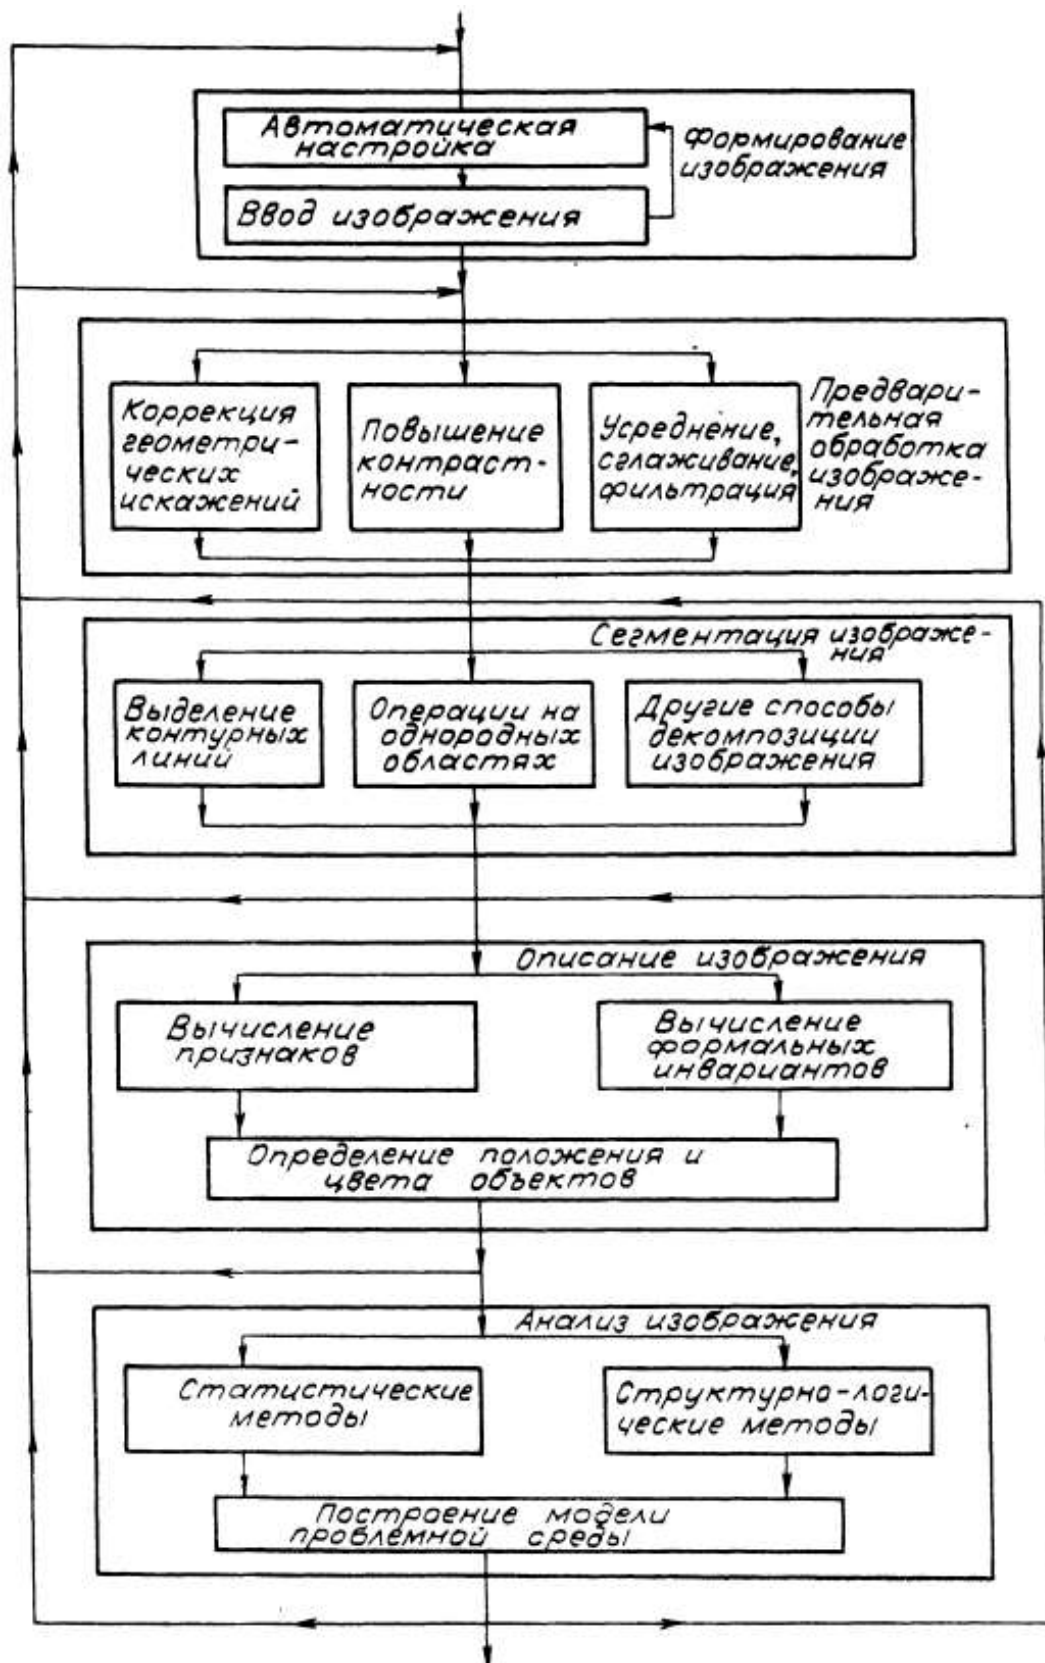 Автоматическая
настройка
Формирование
изображения
Ввод изображения
Коррекция
геометри-
ческих
искажений
Повышение
контраст-
ности
Усреднение,
сглаживание,
фильтрация
Предвари-
тельная
обработка
изображе-
ния
Сегментация изображе-
ния
Выделение
контурных
линий
Операции на
однородных
областях
Другие способы
декомпозиции
изображения
Описание изображения
Вычисление
признаков
Вычисление
формальных
инвариантов
Определение положения и
цвета объектов
Анализ изображения
Статистические
методы
Структурно-логи-
ческие методы
Построение модели
проблемной среды